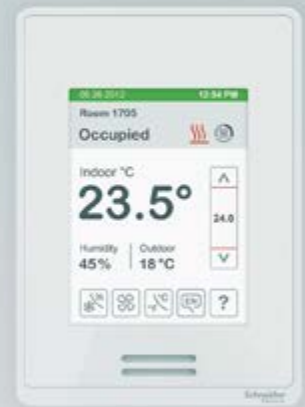 06.26.2012 12:54 PM
Room 1705
Occupied
Indoor °C
23.5°
24.0
Humidity Outdoor
45% 18°C
°C EN ?
Schneider